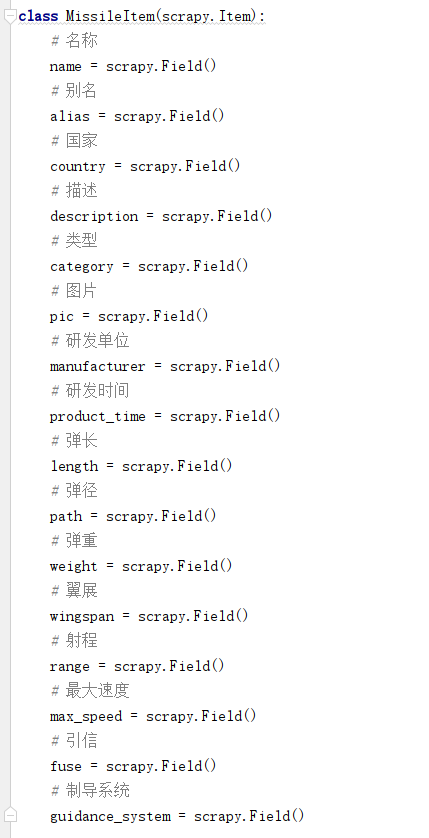 class MissileItem(scrapy.Item):
    # 名称
    name = scrapy.Field()
    # 别名
    alias = scrapy.Field()
    # 国家
    country = scrapy.Field()
    # 描述
    description = scrapy.Field()
    # 类型
    category = scrapy.Field()
    # 图片
    pic = scrapy.Field()
    # 研发单位
    manufacturer = scrapy.Field()
    # 研发时间
    product_time = scrapy.Field()
    # 弹长
    length = scrapy.Field()
    # 弹径
    path = scrapy.Field()
    # 弹重
    weight = scrapy.Field()
    # 翼展
    wingspan = scrapy.Field()
    # 射程
    range = scrapy.Field()
    # 最大速度
    max_speed = scrapy.Field()
    # 引信
    fuse = scrapy.Field()
    # 制导系统
    guidance_system = scrapy.Field()